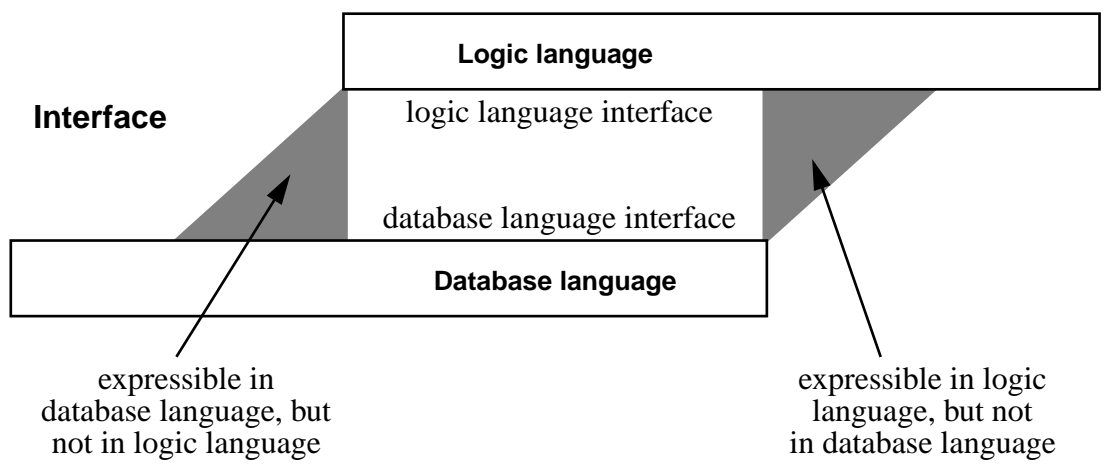 Logic language
Interface
logic language interface
database language interface
Database language
expressible in
database language, but
not in logic language
expressible in logic
language, but not
in database language